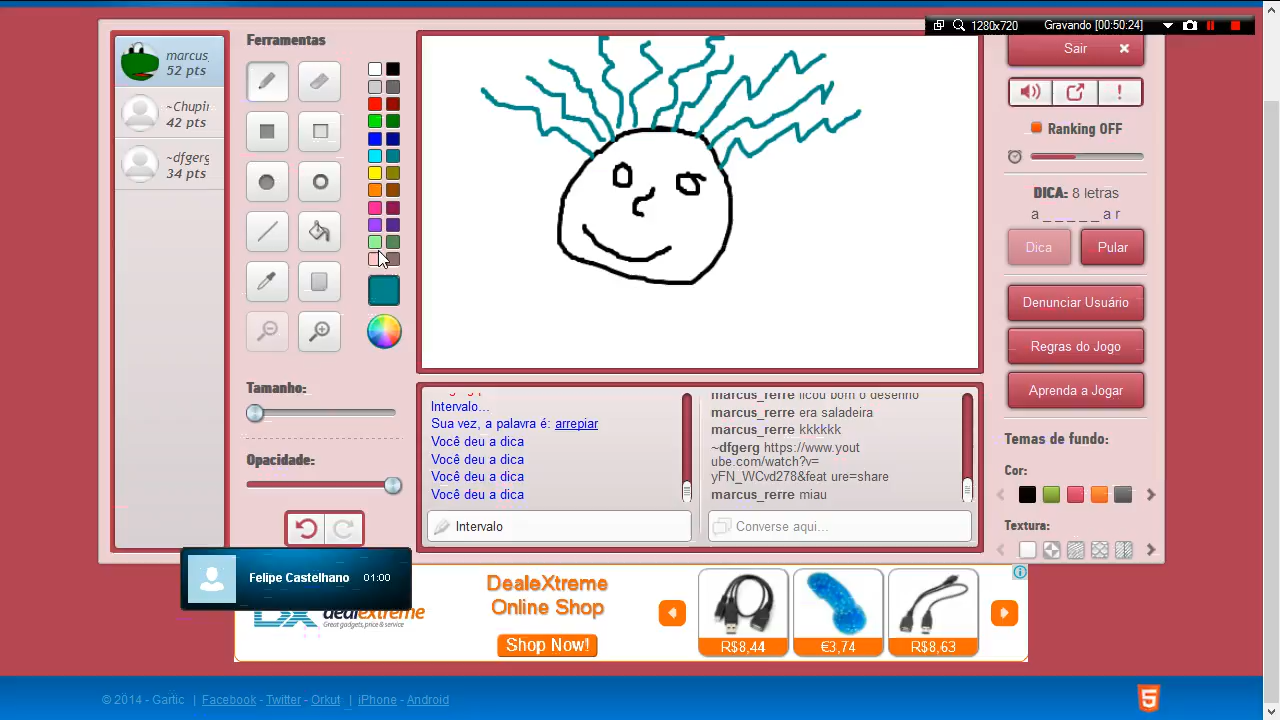 1280x720
Gravando [00:50:24]
marcus_
52 pts
~Chupin
42 pts
~dfgerg
34 pts
Ferramentas
Tamanho:
Opacidade:
Sair
Ranking OFF
DICA: 8 letras
a _ _ _ _ _ a r
Dica
Pular
Denunciar Usuário
Regras do Jogo
Aprenda a Jogar
Temas de fundo:
Cor:
Textura:
Intervalo...
Sua vez, a palavra é: arrepiar
Você deu a dica
Você deu a dica
Você deu a dica
Você deu a dica
Intervalo
marcus_rerre ficou bom o desenho
marcus_rerre era saladeira
marcus_rerre kkkkkk
~dfgerg https://www.yout
ube.com/watch?v=
yFN_WCvd278&feat ure=share
marcus_rerre miau
Converse aqui...
Felipe Castelhano 01:00
dealextreme
Great gadgets, price & service
DealeXtreme
Online Shop
Shop Now!
R$8,44
€3,74
R$8,63
© 2014 - Gartic | Facebook - Twitter - Orkut | iPhone - Android
5